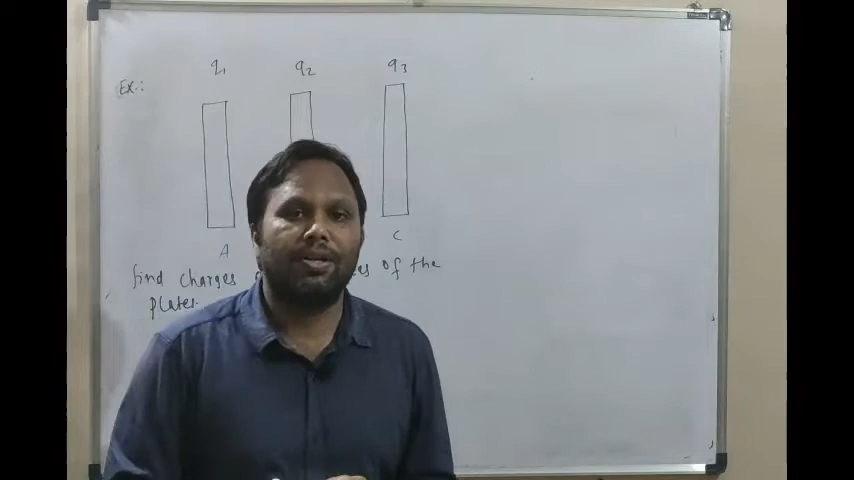 q1 q2 q3
Ex:
A C
find charges of the
plates.